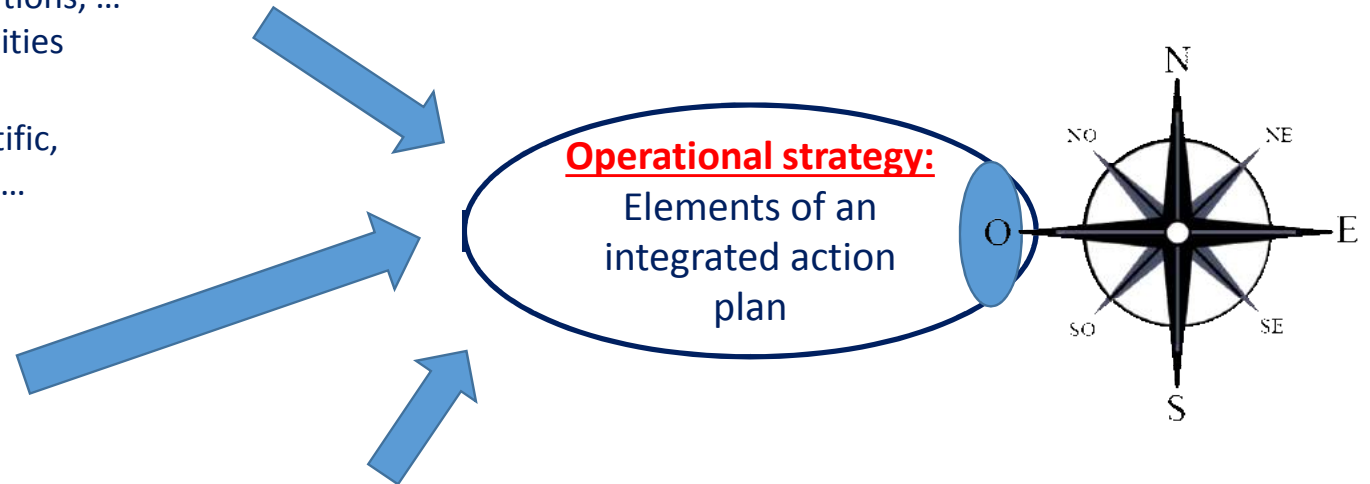 tions, …
ities
tific,
…
Operational strategy:
Elements of an
integrated action
plan
N
NO
NE
O
E
SO
SE
S